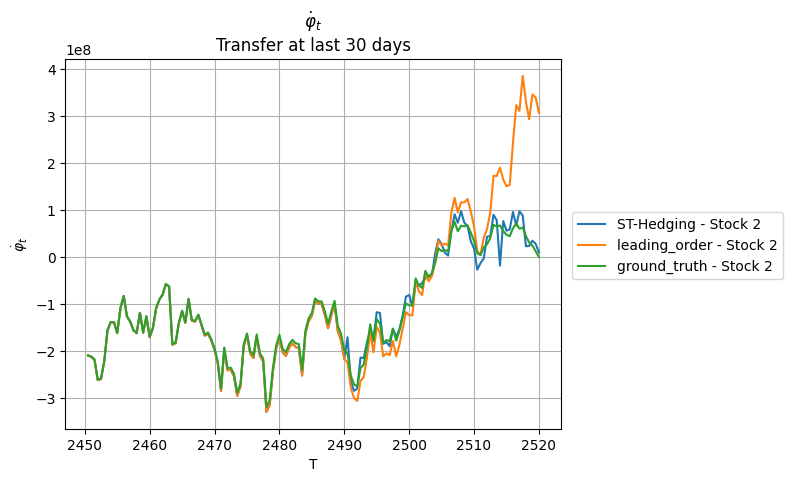 φ̇_t
Transfer at last 30 days
1e8
4
3
2
1
0
−1
−2
−3
φ̇_t
2450
2460
2470
2480
2490
2500
2510
2520
T
ST-Hedging - Stock 2
leading_order - Stock 2
ground_truth - Stock 2